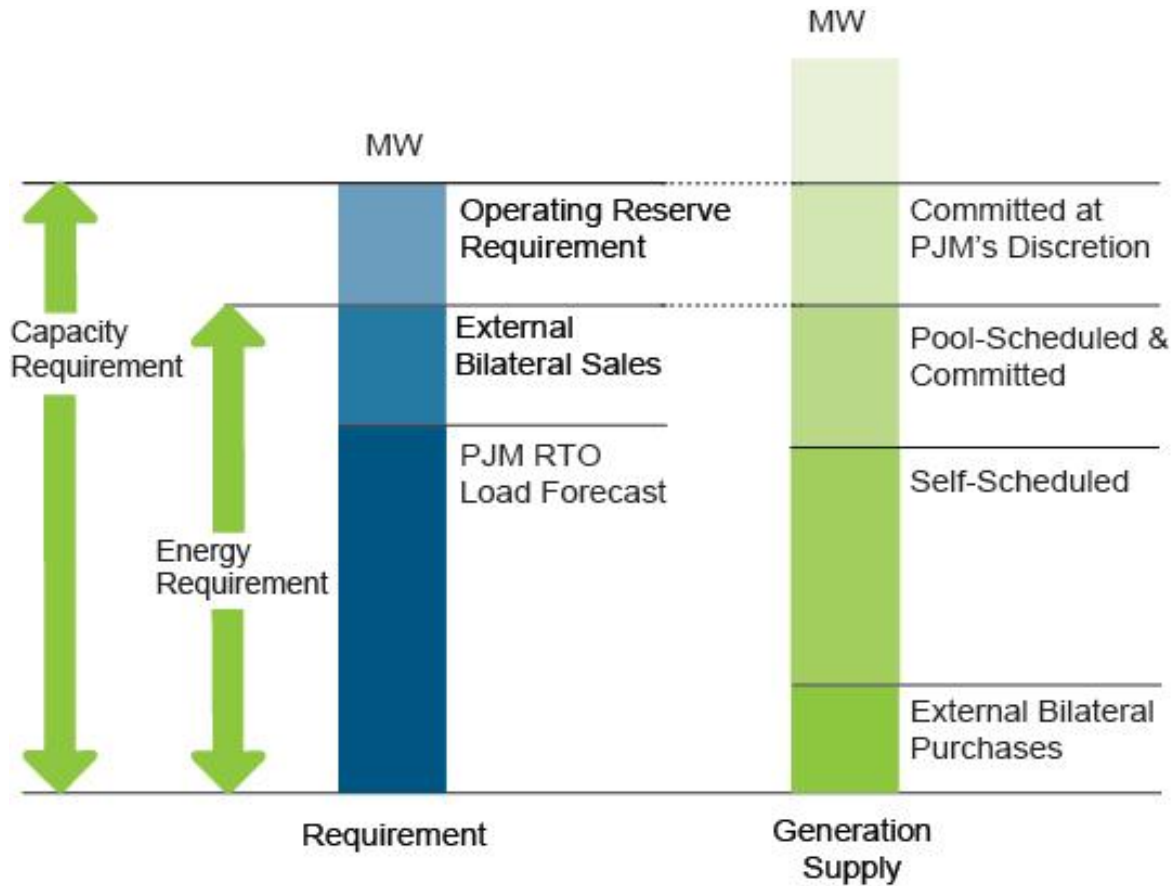 MW
MW
Operating Reserve
Requirement
Committed at
PJM's Discretion
Capacity
Requirement
External
Bilateral Sales
Pool-Scheduled &
Committed
PJM RTO
Load Forecast
Self-Scheduled
Energy
Requirement
External Bilateral
Purchases
Requirement
Generation
Supply